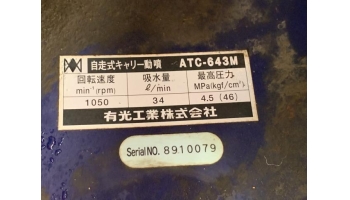 自走式キャリー動噴 ATC-643M
回転速度 吸水量 最高圧力
min⁻¹(rpm) ℓ/min MPa(kgf/cm²)
1050 34 4.5 (46)
有光工業株式会社
Serial NO. 8910079